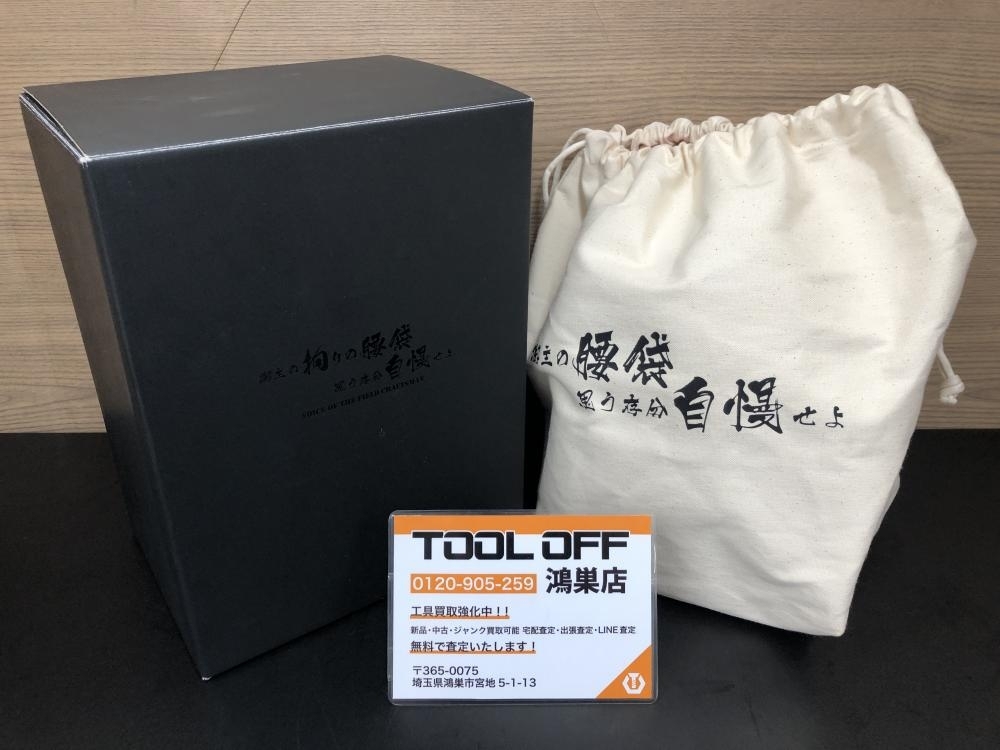 御主の拘りの腰袋
思う存分自慢せよ
VOICE OF THE FIELD CRAFTSMAN
御主の腰袋
思う存分自慢せよ
TOOL OFF
0120-905-259 鴻巣店
工具買取強化中！！
新品・中古・ジャンク買取可能 宅配査定・出張査定・LINE査定
無料で査定いたします！
〒365-0075
埼玉県鴻巣市宮地 5-1-13